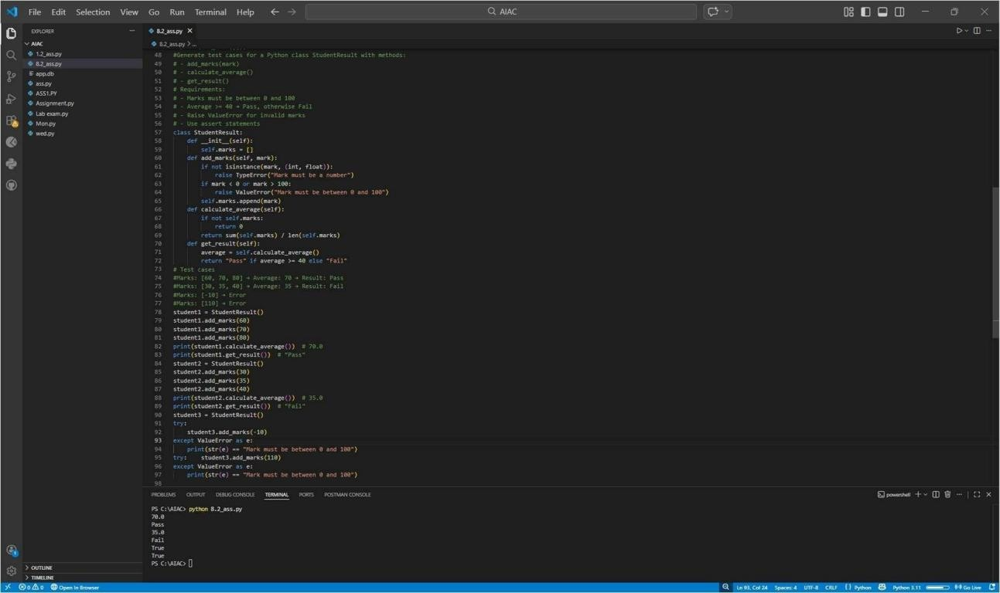 File Edit Selection View Go Run Terminal Help
AIAC
EXPLORER
AIAC
1.2_ass.py
8.2_ass.py
app.db
ass.py
ASS1.PY
Assignment.py
Lab exam.py
Mon.py
wed.py
OUTLINE
TIMELINE
8.2_ass.py
8.2_ass.py > ...
48 #Generate test cases for a Python class StudentResult with methods:
49 # - add_marks(mark)
50 # - calculate_average()
51 # - get_result()
52 # Requirements:
53 # - Marks must be between 0 and 100
54 # - Average >= 40 → Pass, otherwise Fail
55 # - Raise ValueError for invalid marks
56 # - Use assert statements
57 class StudentResult:
58     def __init__(self):
59         self.marks = []
60     def add_marks(self, mark):
61         if not isinstance(mark, (int, float)):
62             raise TypeError("Mark must be a number")
63         if mark < 0 or mark > 100:
64             raise ValueError("Mark must be between 0 and 100")
65         self.marks.append(mark)
66     def calculate_average(self):
67         if not self.marks:
68             return 0
69         return sum(self.marks) / len(self.marks)
70     def get_result(self):
71         average = self.calculate_average()
72         return "Pass" if average >= 40 else "Fail"
73 # Test cases
74 #Marks: [60, 70, 80] → Average: 70 → Result: Pass
75 #Marks: [30, 35, 40] → Average: 35 → Result: Fail
76 #Marks: [-10] → Error
77 #Marks: [110] → Error
78 student1 = StudentResult()
79 student1.add_marks(60)
80 student1.add_marks(70)
81 student1.add_marks(80)
82 print(student1.calculate_average())  # 70.0
83 print(student1.get_result())  # "Pass"
84 student2 = StudentResult()
85 student2.add_marks(30)
86 student2.add_marks(35)
87 student2.add_marks(40)
88 print(student2.calculate_average())  # 35.0
89 print(student2.get_result())  # "Fail"
90 student3 = StudentResult()
91 try:
92     student3.add_marks(-10)
93 except ValueError as e:
94     print(str(e) == "Mark must be between 0 and 100")
95 try:    student3.add_marks(110)
96 except ValueError as e:
97     print(str(e) == "Mark must be between 0 and 100")
98
PROBLEMS OUTPUT DEBUG CONSOLE TERMINAL PORTS POSTMAN CONSOLE
powershell
PS C:\AIAC> python 8.2_ass.py
70.0
Pass
35.0
Fail
True
True
PS C:\AIAC>
0 0 Open In Browser
Ln 93, Col 24 Spaces: 4 UTF-8 CRLF {} Python Python 3.11 Go Live